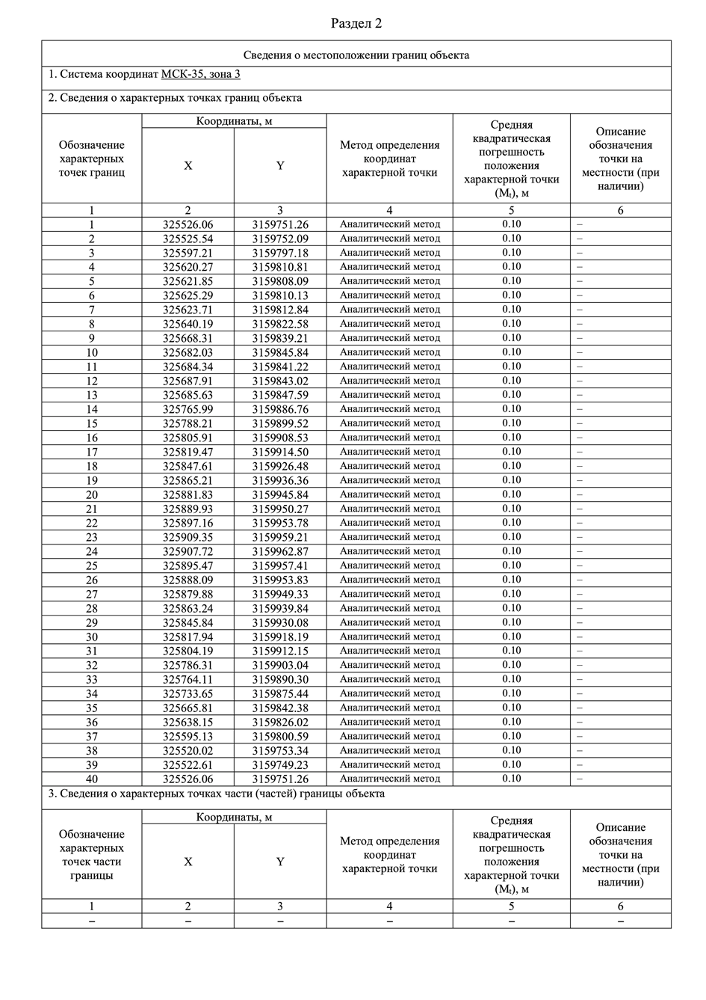 Раздел 2
Сведения о местоположении границ объекта
1. Система координат МСК-35, зона 3
2. Сведения о характерных точках границ объекта
Обозначение характерных точек границ
Координаты, м
X
Y
Метод определения координат характерной точки
Средняя квадратическая погрешность положения характерной точки (Mt), м
Описание обозначения точки на местности (при наличии)
1 2 3 4 5 6
1 325526.06 3159751.26 Аналитический метод 0.10 –
2 325525.54 3159752.09 Аналитический метод 0.10 –
3 325597.21 3159797.18 Аналитический метод 0.10 –
4 325620.27 3159810.81 Аналитический метод 0.10 –
5 325621.85 3159808.09 Аналитический метод 0.10 –
6 325625.29 3159810.13 Аналитический метод 0.10 –
7 325623.71 3159812.84 Аналитический метод 0.10 –
8 325640.19 3159822.58 Аналитический метод 0.10 –
9 325668.31 3159839.21 Аналитический метод 0.10 –
10 325682.03 3159845.84 Аналитический метод 0.10 –
11 325684.34 3159841.22 Аналитический метод 0.10 –
12 325687.91 3159843.02 Аналитический метод 0.10 –
13 325685.63 3159847.59 Аналитический метод 0.10 –
14 325765.99 3159886.76 Аналитический метод 0.10 –
15 325788.21 3159899.52 Аналитический метод 0.10 –
16 325805.91 3159908.53 Аналитический метод 0.10 –
17 325819.47 3159914.50 Аналитический метод 0.10 –
18 325847.61 3159926.48 Аналитический метод 0.10 –
19 325865.21 3159936.36 Аналитический метод 0.10 –
20 325881.83 3159945.84 Аналитический метод 0.10 –
21 325889.93 3159950.27 Аналитический метод 0.10 –
22 325897.16 3159953.78 Аналитический метод 0.10 –
23 325909.35 3159959.21 Аналитический метод 0.10 –
24 325907.72 3159962.87 Аналитический метод 0.10 –
25 325895.47 3159957.41 Аналитический метод 0.10 –
26 325888.09 3159953.83 Аналитический метод 0.10 –
27 325879.88 3159949.33 Аналитический метод 0.10 –
28 325863.24 3159939.84 Аналитический метод 0.10 –
29 325845.84 3159930.08 Аналитический метод 0.10 –
30 325817.94 3159918.19 Аналитический метод 0.10 –
31 325804.19 3159912.15 Аналитический метод 0.10 –
32 325786.31 3159903.04 Аналитический метод 0.10 –
33 325764.11 3159890.30 Аналитический метод 0.10 –
34 325733.65 3159875.44 Аналитический метод 0.10 –
35 325665.81 3159842.38 Аналитический метод 0.10 –
36 325638.15 3159826.02 Аналитический метод 0.10 –
37 325595.13 3159800.59 Аналитический метод 0.10 –
38 325520.02 3159753.34 Аналитический метод 0.10 –
39 325522.61 3159749.23 Аналитический метод 0.10 –
40 325526.06 3159751.26 Аналитический метод 0.10 –
3. Сведения о характерных точках части (частей) границы объекта
Обозначение характерных точек части границы
Координаты, м
X
Y
Метод определения координат характерной точки
Средняя квадратическая погрешность положения характерной точки (Mt), м
Описание обозначения точки на местности (при наличии)
1 2 3 4 5 6
– – – – – –